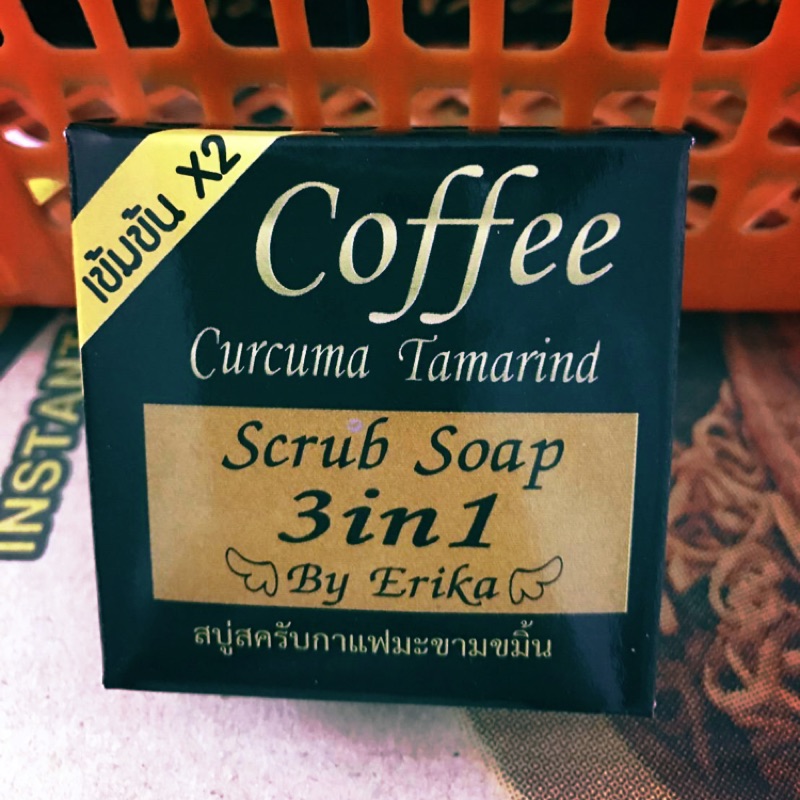 เข้มข้น X2
Coffee
Curcuma Tamarind
Scrub Soap
3in1
By Erika
สบู่สครับกาแฟมะขามขมิ้น
INSTANT